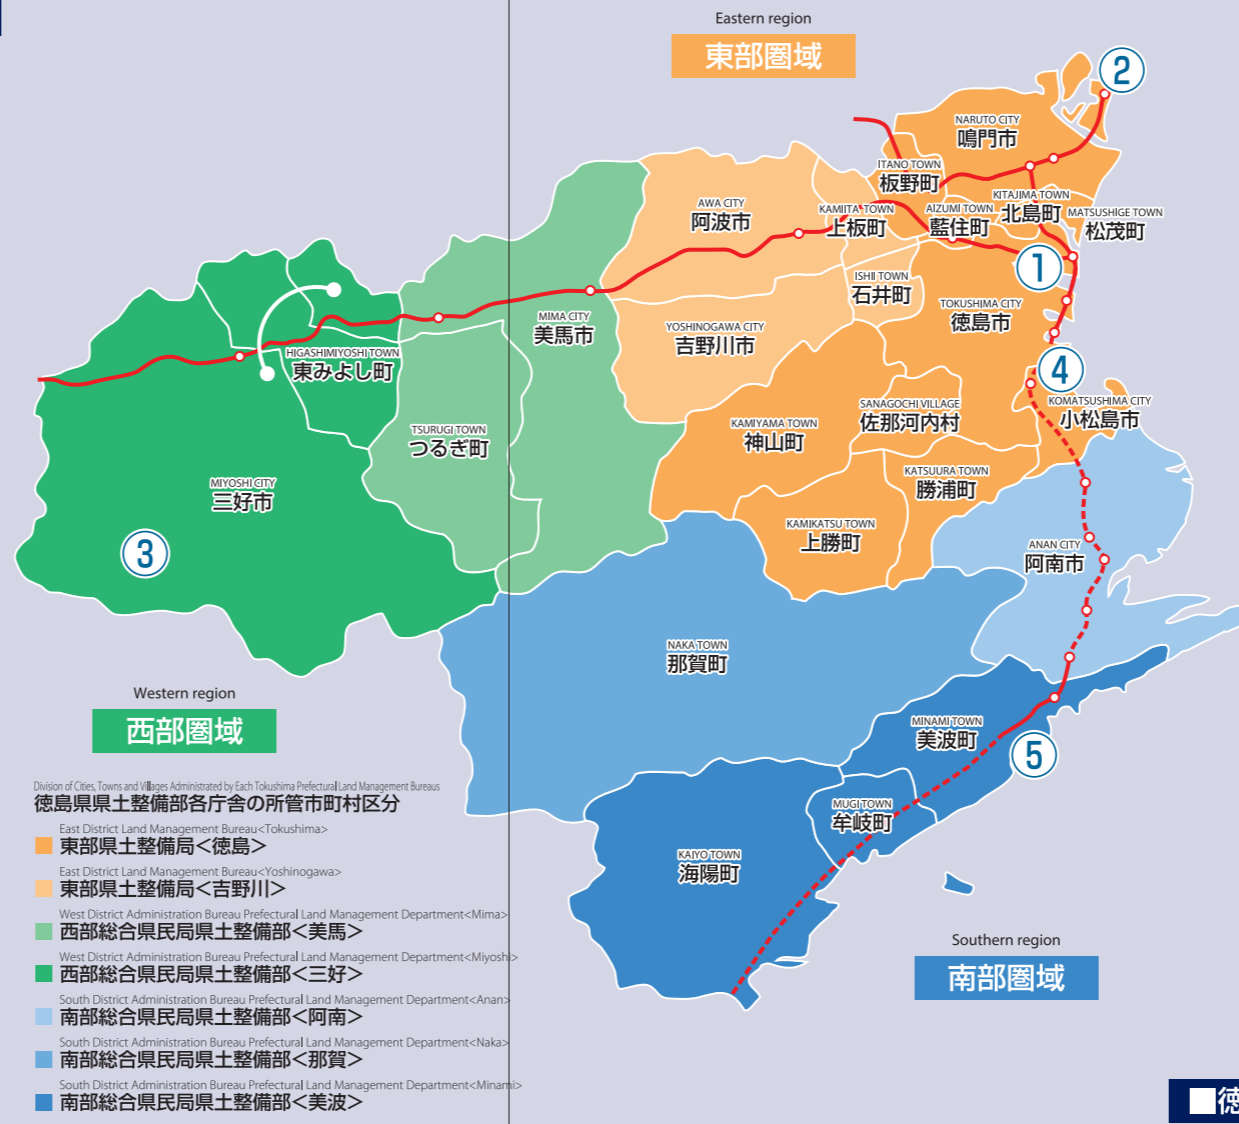 Eastern region
東部圏域
②
NARUTO CITY
鳴門市
ITANO TOWN
板野町
KITAJIMA TOWN
北島町
AWA CITY
阿波市
KAMIITA TOWN
上板町
AIZUMI TOWN
藍住町
MATSUSHIGE TOWN
松茂町
①
ISHII TOWN
石井町
TOKUSHIMA CITY
徳島市
MIMA CITY
美馬市
YOSHINOGAWA CITY
吉野川市
HIGASHIMIYOSHI TOWN
東みよし町
④
KOMATSUSHIMA CITY
小松島市
SANAGOCHI VILLAGE
佐那河内村
KAMIYAMA TOWN
神山町
TSURUGI TOWN
つるぎ町
KATSUURA TOWN
勝浦町
MIYOSHI CITY
三好市
KAMIKATSU TOWN
上勝町
③
ANAN CITY
阿南市
NAKA TOWN
那賀町
Western region
西部圏域
MINAMI TOWN
美波町
⑤
MUGI TOWN
牟岐町
KAIYO TOWN
海陽町
Southern region
南部圏域
Division of Cities, Towns and Villages Administrated by Each Tokushima Prefectural Land Management Bureaus
徳島県県土整備部各庁舎の所管市町村区分
East District Land Management Bureau<Tokushima>
東部県土整備局＜徳島＞
East District Land Management Bureau<Yoshinogawa>
東部県土整備局＜吉野川＞
West District Administration Bureau Prefectural Land Management Department<Mima>
西部総合県民局県土整備部＜美馬＞
West District Administration Bureau Prefectural Land Management Department<Miyoshi>
西部総合県民局県土整備部＜三好＞
South District Administration Bureau Prefectural Land Management Department<Anan>
南部総合県民局県土整備部＜阿南＞
South District Administration Bureau Prefectural Land Management Department<Naka>
南部総合県民局県土整備部＜那賀＞
South District Administration Bureau Prefectural Land Management Department<Minami>
南部総合県民局県土整備部＜美波＞
■徳